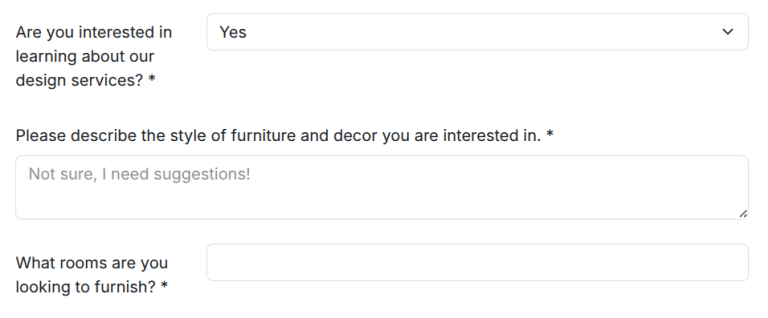 Are you interested in
learning about our
design services? *
Yes
Please describe the style of furniture and decor you are interested in. *
Not sure, I need suggestions!
What rooms are you
looking to furnish? *